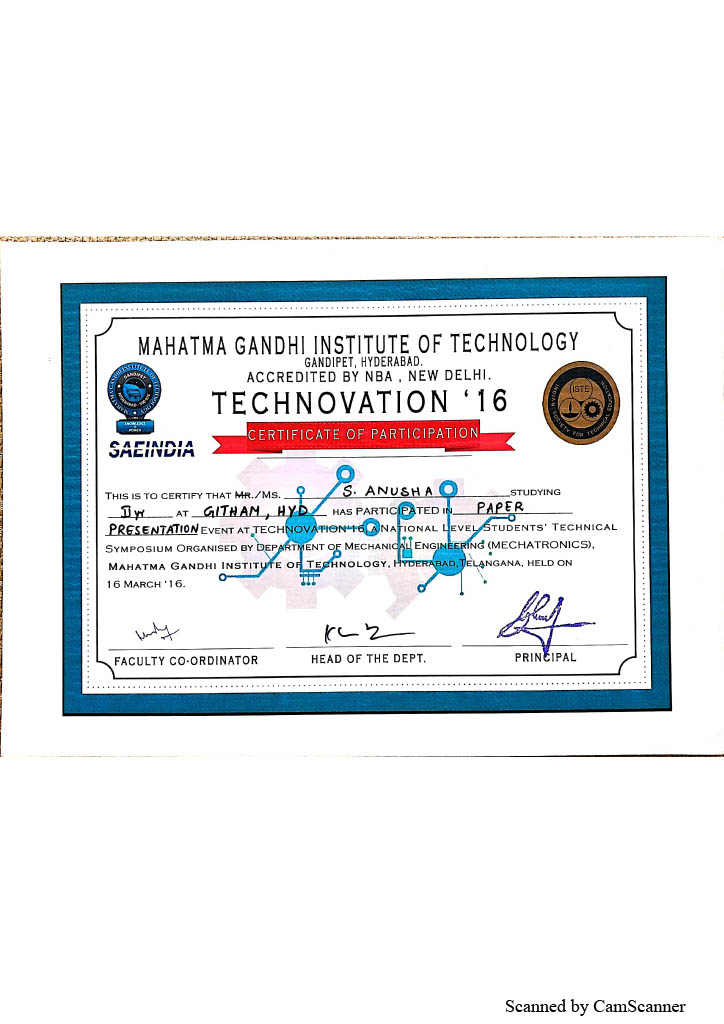 MAHATMA GANDHI INSTITUTE OF TECHNOLOGY
GANDIPET, HYDERABAD.
ACCREDITED BY NBA , NEW DELHI.
TECHNOVATION ‘16
CERTIFICATE OF PARTICIPATION
SAEINDIA
ISTE
THIS IS TO CERTIFY THAT MR./MS. S. ANUSHA STUDYING
AT GITHAM, HYD HAS PARTICIPATED IN PAPER
PRESENTATION EVENT AT TECHNOVATION '16, A NATIONAL LEVEL STUDENTS' TECHNICAL
SYMPOSIUM ORGANISED BY DEPARTMENT OF MECHANICAL ENGINEERING (MECHATRONICS),
MAHATMA GANDHI INSTITUTE OF TECHNOLOGY, HYDERABAD, TELANGANA, HELD ON
16 MARCH ‘16.
FACULTY CO-ORDINATOR
HEAD OF THE DEPT.
PRINCIPAL
Scanned by CamScanner